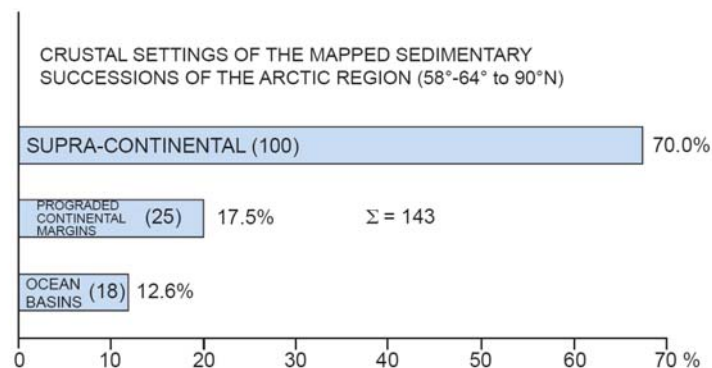 CRUSTAL SETTINGS OF THE MAPPED SEDIMENTARY
SUCCESSIONS OF THE ARCTIC REGION (58°-64° to 90°N)
SUPRA-CONTINENTAL (100) 70.0%
PROGRADED
CONTINENTAL (25) 17.5% Σ = 143
MARGINS
OCEAN
BASINS (18) 12.6%
0 10 20 30 40 50 60 70 %